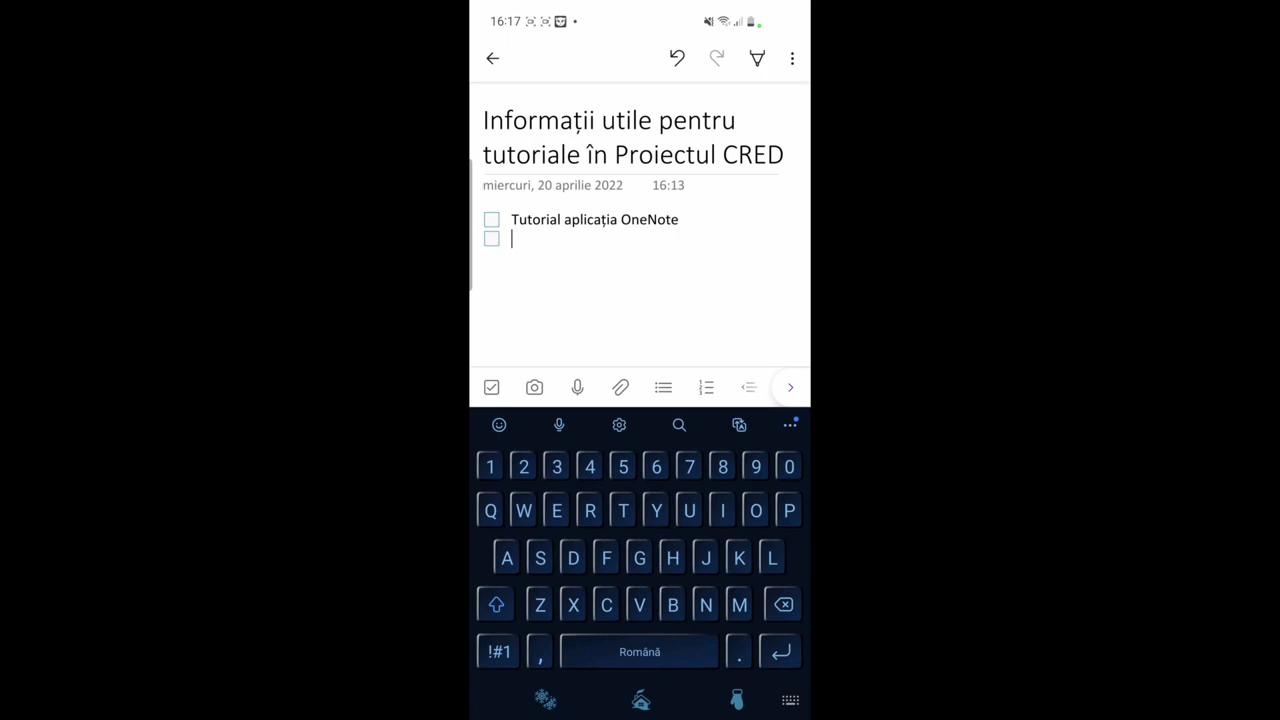 16:17
Informații utile pentru
tutoriale în Proiectul CRED
miercuri, 20 aprilie 2022 16:13
Tutorial aplicația OneNote
1 2 3 4 5 6 7 8 9 0
Q W E R T Y U I O P
A S D F G H J K L
Z X C V B N M
!#1 , Română .